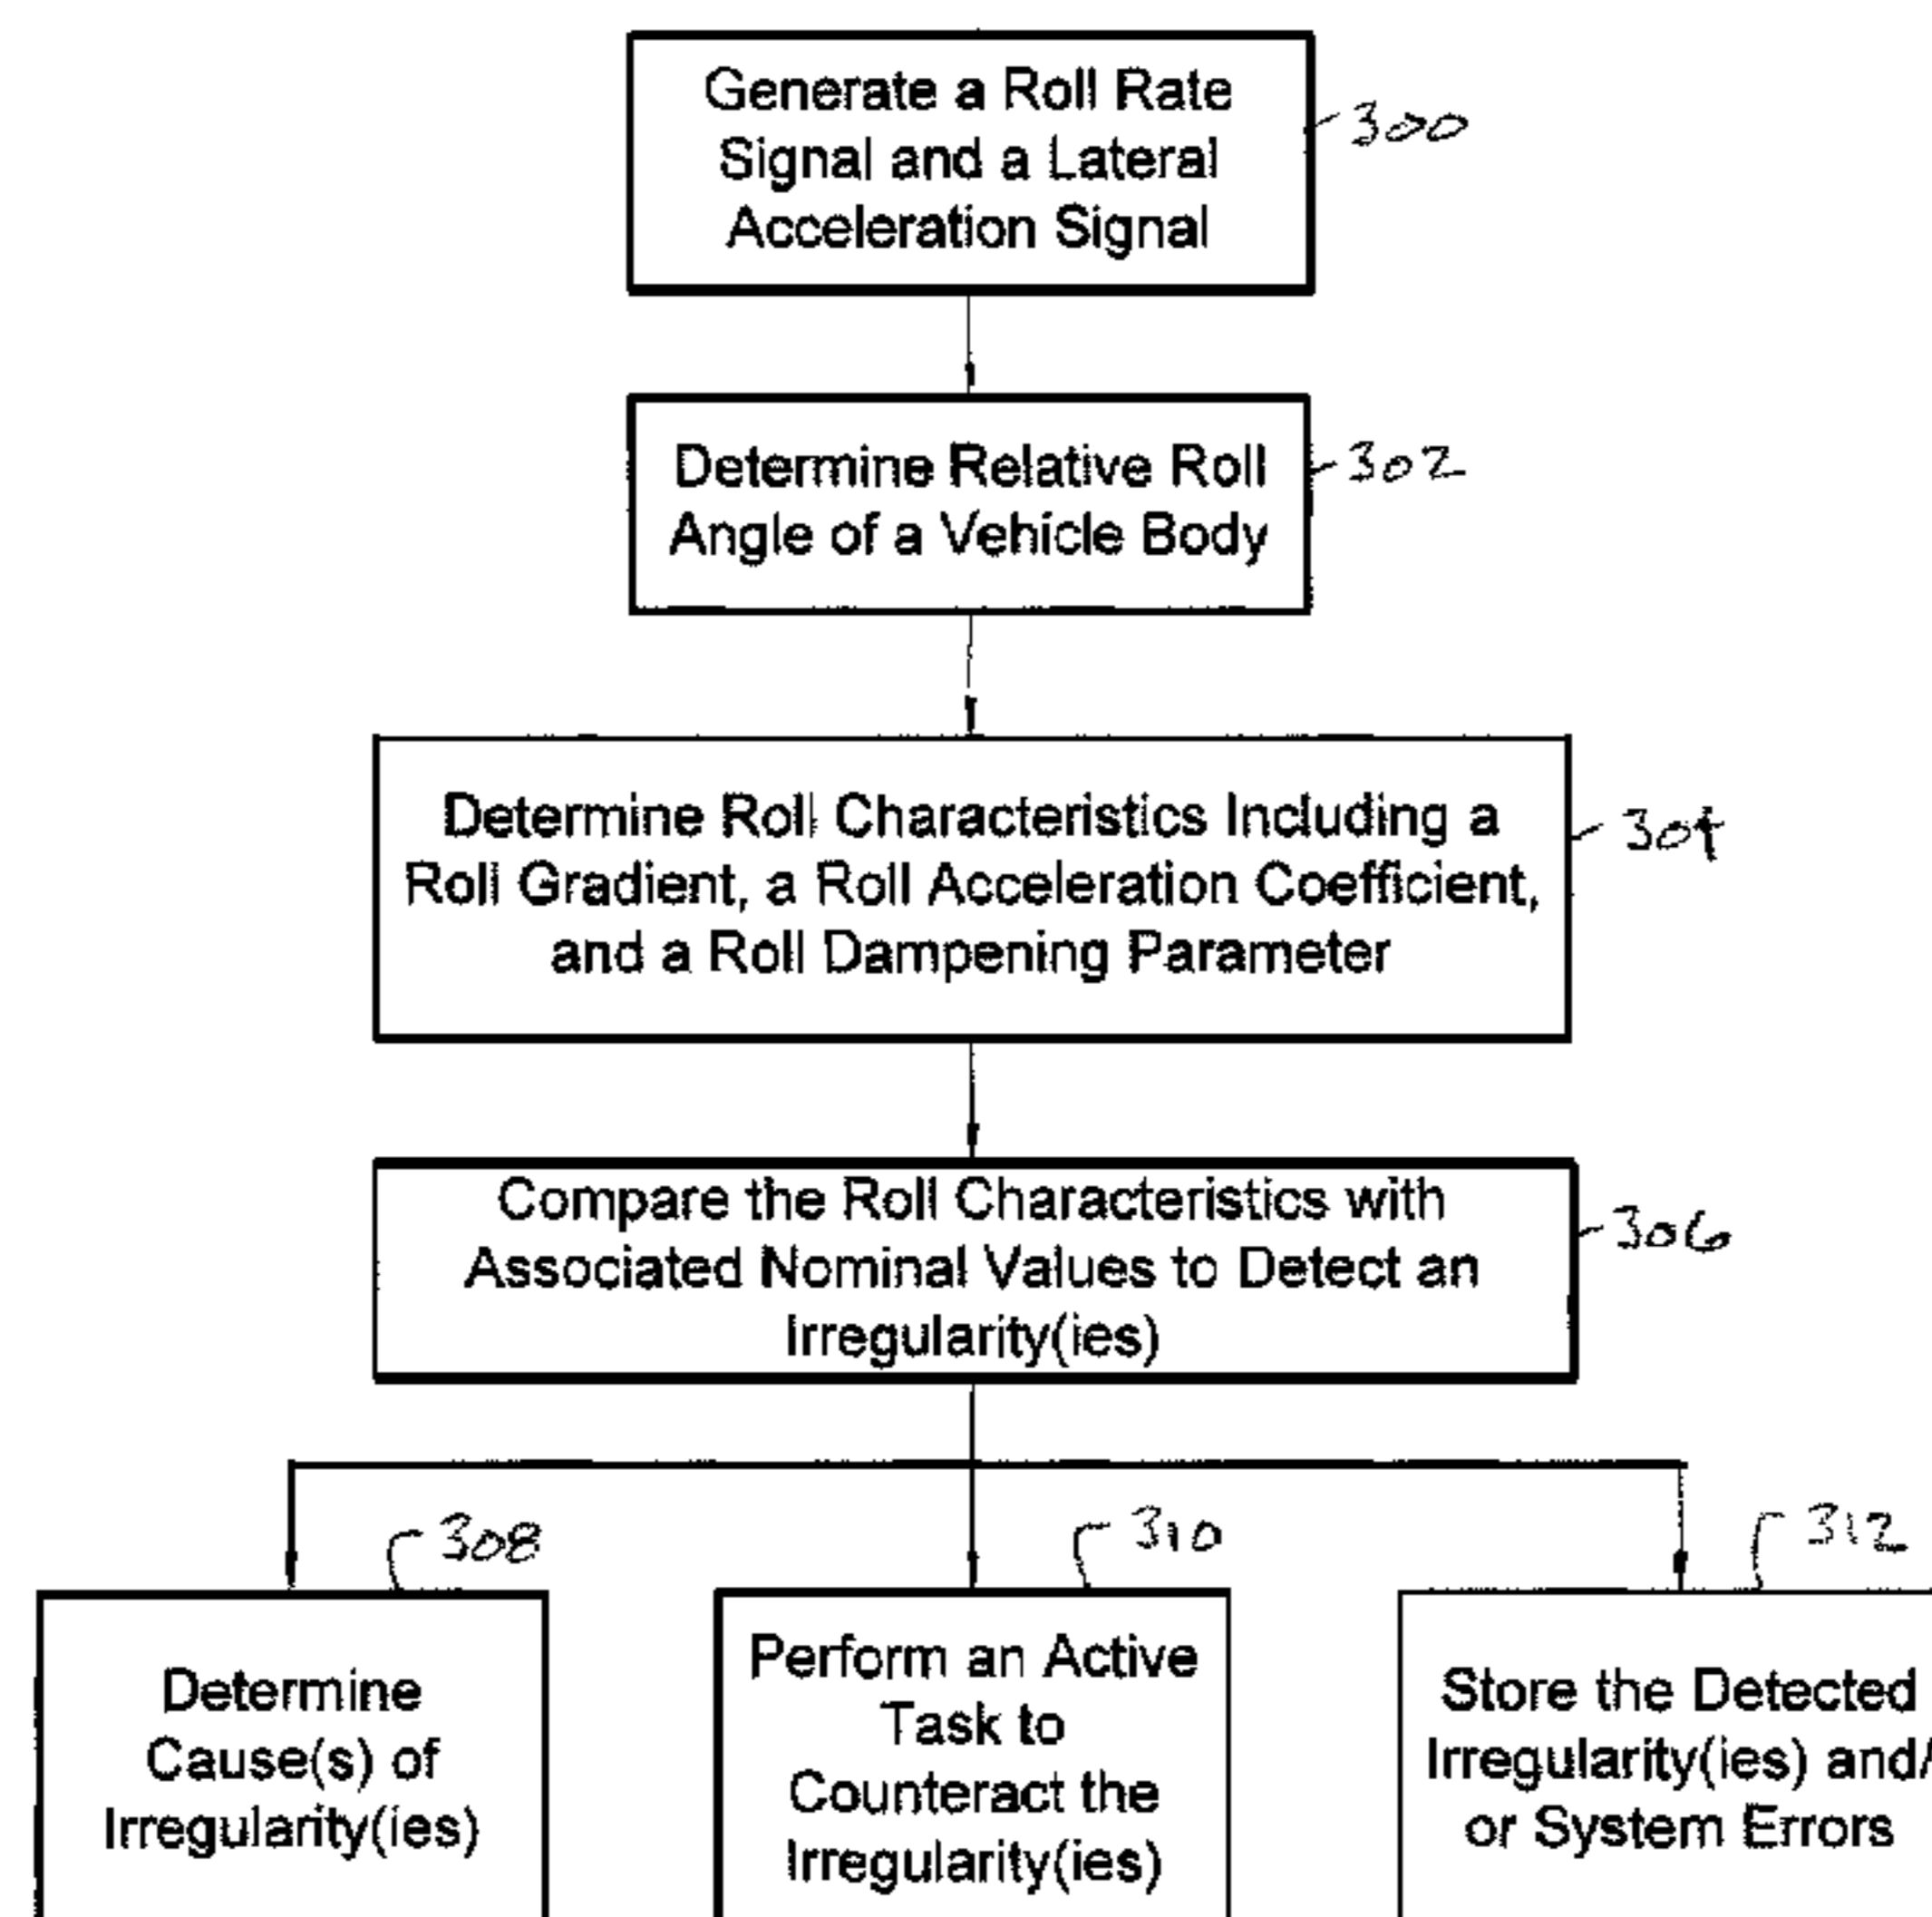 Generate a Roll Rate
Signal and a Lateral
Acceleration Signal
300
Determine Relative Roll
Angle of a Vehicle Body
302
Determine Roll Characteristics Including a
Roll Gradient, a Roll Acceleration Coefficient,
and a Roll Dampening Parameter
304
Compare the Roll Characteristics with
Associated Nominal Values to Detect an
Irregularity(ies)
306
308
Determine
Cause(s) of
Irregularity(ies)
310
Perform an Active
Task to
Counteract the
Irregularity(ies)
312
Store the Detected
Irregularity(ies) and/
or System Errors